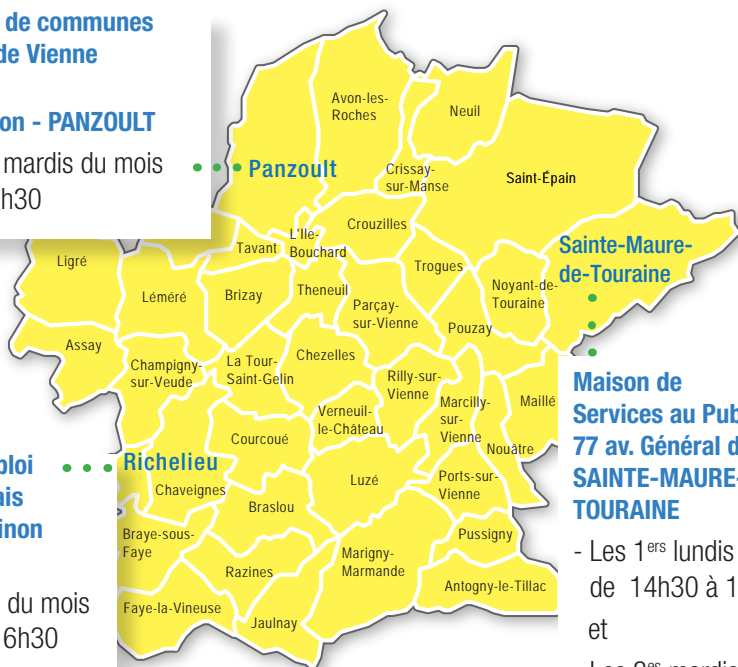 de communes
de Vienne
on - PANZOULT
mardis du mois
h30
Panzoult
Avon-les-
Roches
Neuil
Crissay-
sur-Manse
Saint-Épain
Ligré
Tavant
L'Ile-
Bouchard
Crouzilles
Trogues
Sainte-Maure-
de-Touraine
Noyant-de-
Touraine
Léméré
Brizay
Theneuil
Parçay-
sur-Vienne
Pouzay
Assay
Champigny-
sur-Veude
La Tour-
Saint-Gelin
Chezelles
Rilly-sur-
Vienne
Marcilly-
sur-
Vienne
Maillé
Verneuil-
le-Château
Nouâtre
Courcoué
Richelieu
Chaveignes
Luzé
Ports-sur-
Vienne
Braslou
Braye-sous-
Faye
Marigny-
Marmande
Pussigny
Razines
Antogny-le-Tillac
Faye-la-Vineuse
Jaulnay
ploi
ais
inon
du mois
6h30
Maison de
Services au Pub
77 av. Général d
SAINTE-MAURE-
TOURAINE
- Les 1ers lundis
de 14h30 à 1
et
Les 2es mardis